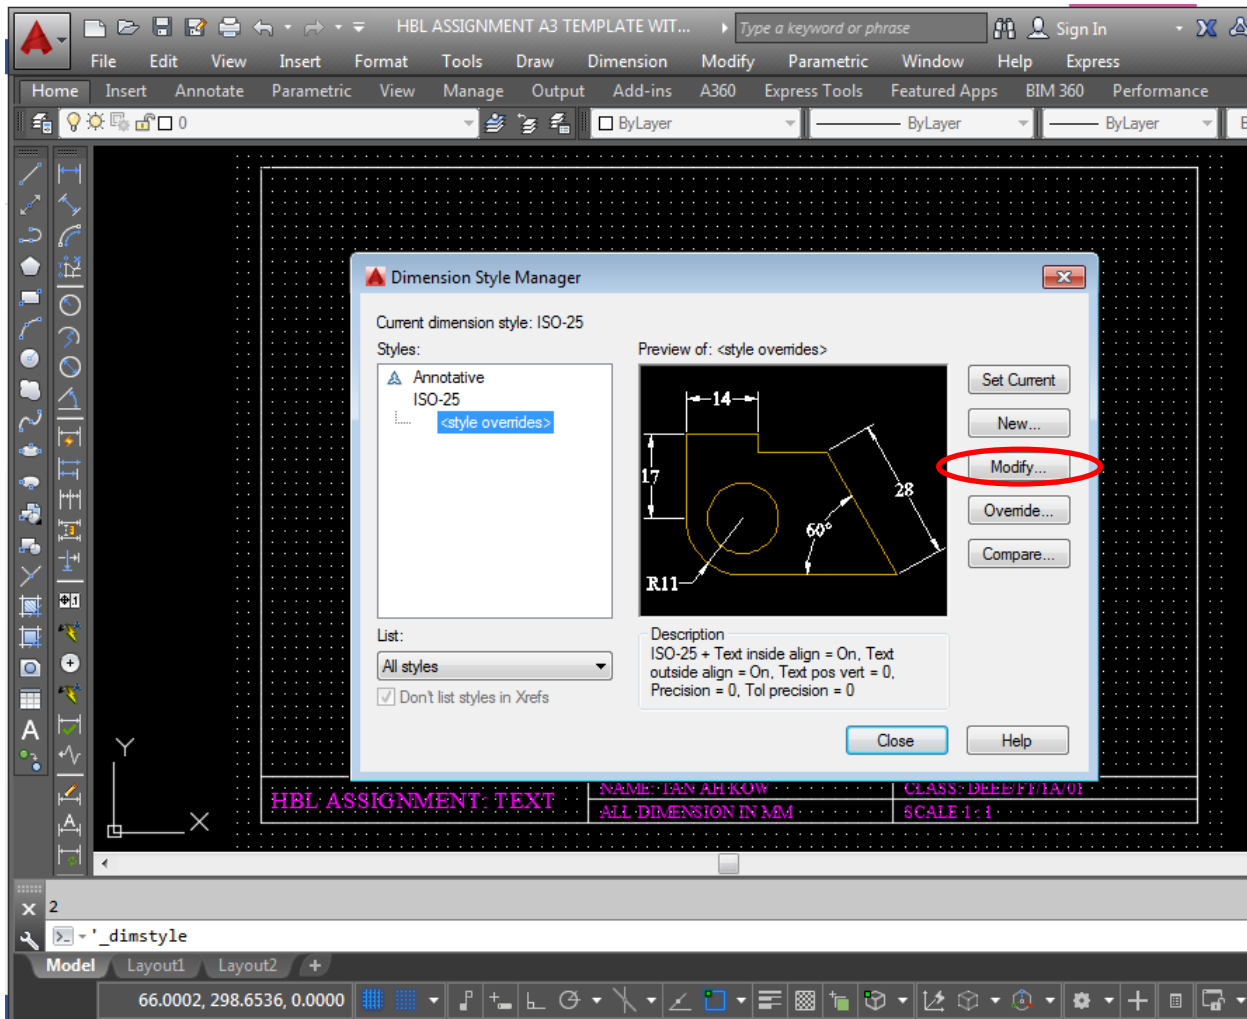 HBL ASSIGNMENT A3 TEMPLATE WIT...
Type a keyword or phrase
Sign In
File Edit View Insert Format Tools Draw Dimension Modify Parametric Window Help Express
Home Insert Annotate Parametric View Manage Output Add-ins A360 Express Tools Featured Apps BIM 360 Performance
0 ByLayer ByLayer ByLayer
Dimension Style Manager
Current dimension style: ISO-25
Styles:
Annotative
ISO-25
<style overrides>
Preview of: <style overrides>
14
17
28
60°
R11
Set Current
New...
Modify...
Override...
Compare...
List:
All styles
Don't list styles in Xrefs
Description
ISO-25 + Text inside align = On, Text
outside align = On, Text pos vert = 0,
Precision = 0, Tol precision = 0
Close
Help
Y
X
HBL ASSIGNMENT: TEXT
NAME: TAN AH KOW
CLASS: DEEE/FT/1A/01
ALL DIMENSION IN MM
SCALE 1 : 1
2
'_dimstyle
Model Layout1 Layout2 +
66.0002, 298.6536, 0.0000